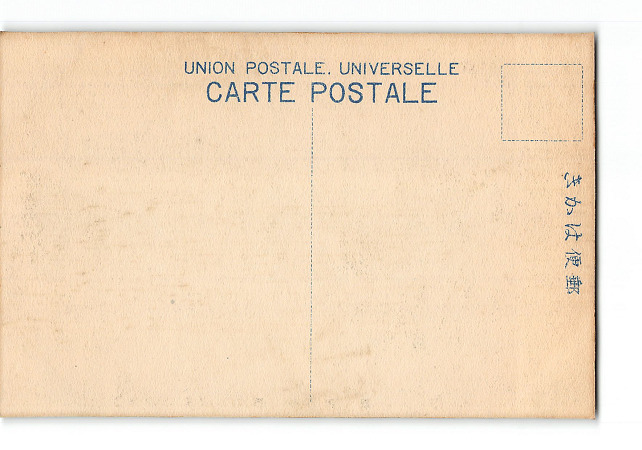 UNION POSTALE. UNIVERSELLE
CARTE POSTALE
きかは便郵